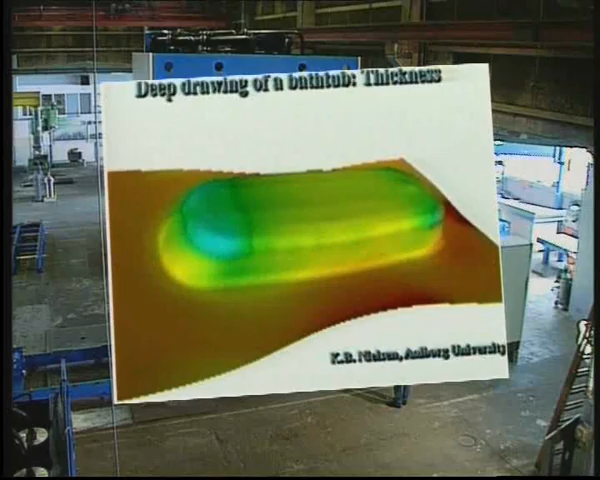 Deep drawing of a bathtub: Thickness
K.B. Nielsen, Aalborg University